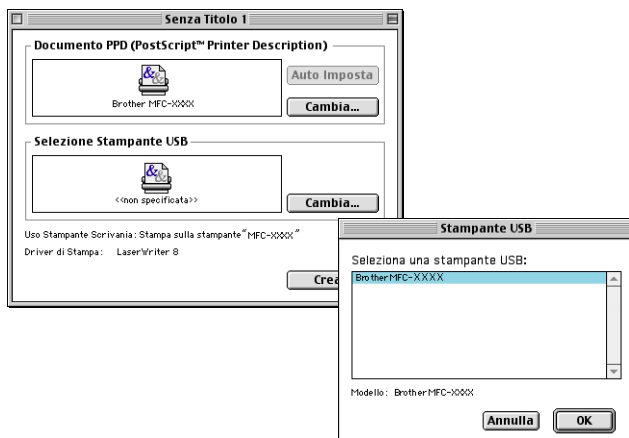 Senza Titolo 1
Documento PPD (PostScript™ Printer Description)
Auto Imposta
Brother MFC-XXXX
Cambia...
Selezione Stampante USB
<<non specificata>>
Cambia...
Uso Stampante Scrivania: Stampa sulla stampante "MFC-XXXX"
Driver di Stampa: LaserWriter 8
Crea
Stampante USB
Seleziona una stampante USB:
Brother MFC-XXXX
Modello: Brother MFC-XXXX
Annulla
OK